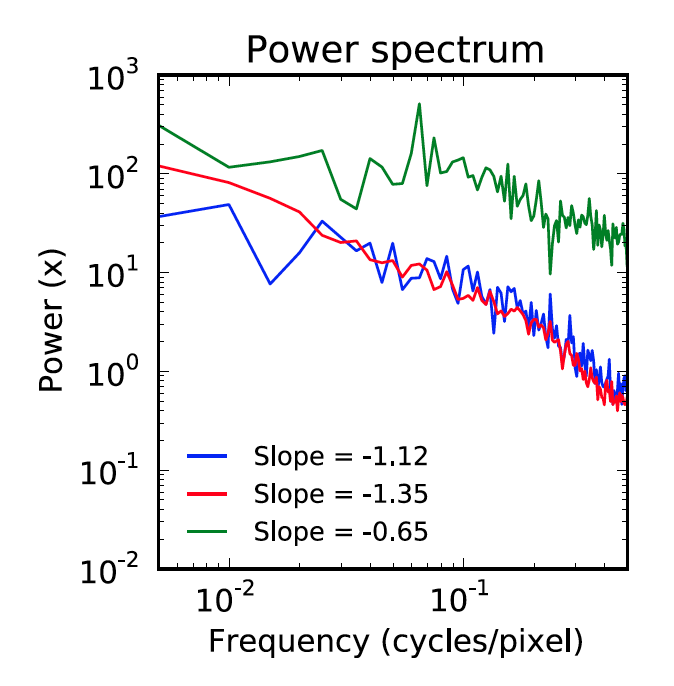 Power spectrum
10^3
10^2
10^1
10^0
10^-1
10^-2
Power (x)
Slope = -1.12
Slope = -1.35
Slope = -0.65
10^-2 10^-1
Frequency (cycles/pixel)